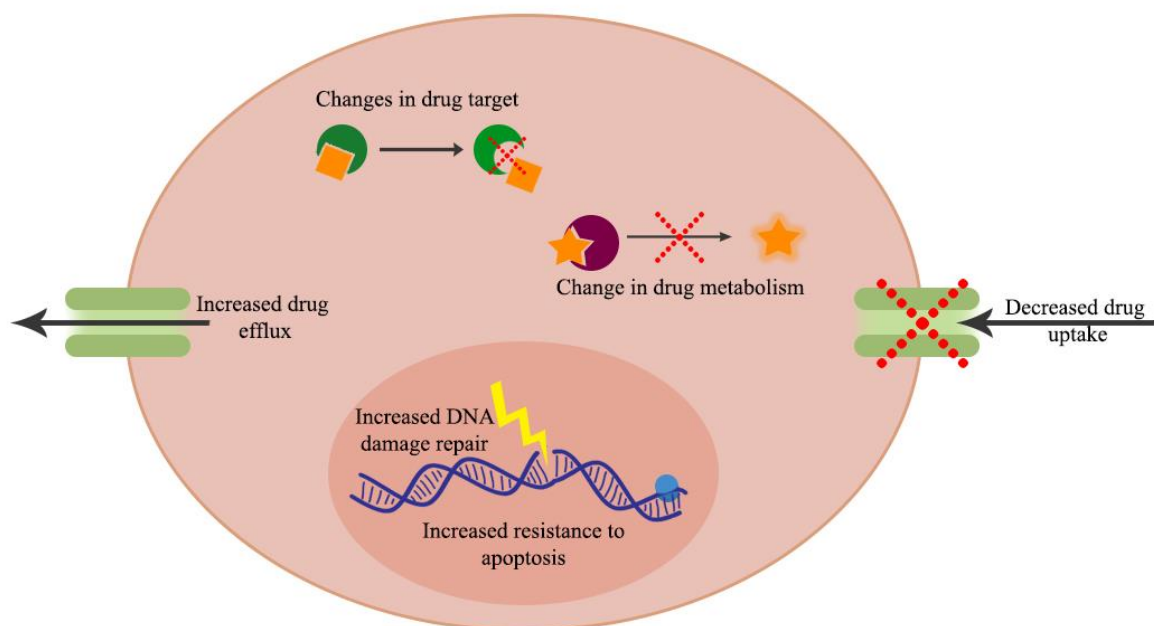 Changes in drug target
Change in drug metabolism
Increased drug
efflux
Decreased drug
uptake
Increased DNA
damage repair
Increased resistance to
apoptosis